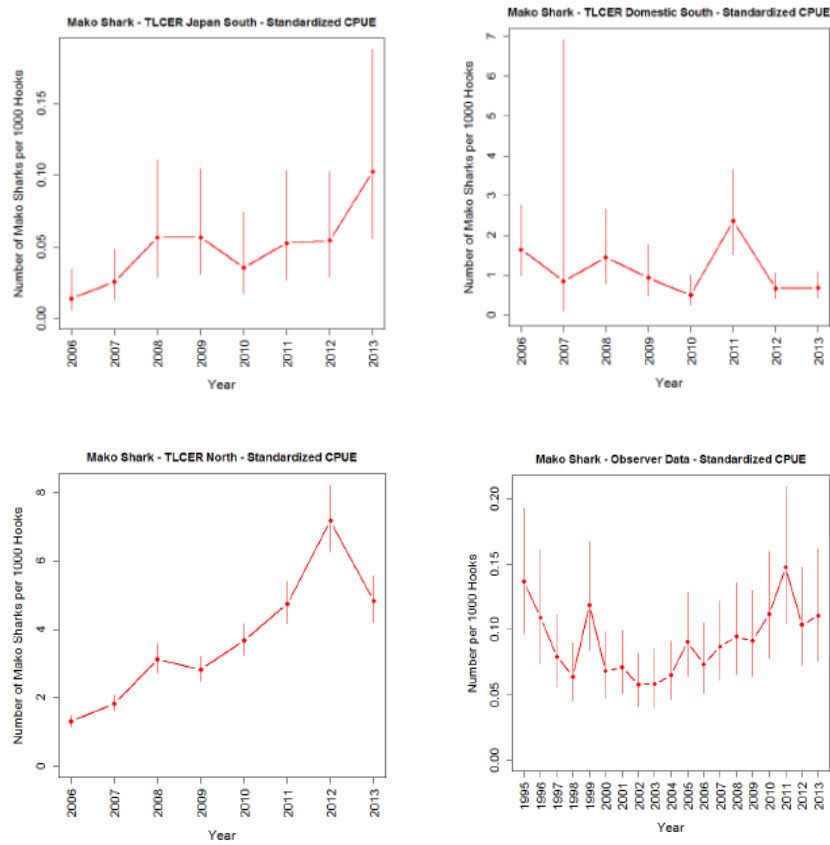 Mako Shark - TLCER Japan South - Standardized CPUE
Number of Mako Sharks per 1000 Hooks
0.00
0.05
0.10
0.15
2006 2007 2008 2009 2010 2011 2012 2013
Year
Mako Shark - TLCER Domestic South - Standardized CPUE
Number of Mako Sharks per 1000 Hooks
0
1
2
3
4
5
6
7
2006 2007 2008 2009 2010 2011 2012 2013
Year
Mako Shark - TLCER North - Standardized CPUE
Number of Mako Sharks per 1000 Hooks
0
2
4
6
8
2006 2007 2008 2009 2010 2011 2012 2013
Year
Mako Shark - Observer Data - Standardized CPUE
Number per 1000 Hooks
0.00
0.05
0.10
0.15
0.20
1995 1996 1997 1998 1999 2000 2001 2002 2003 2004 2005 2006 2007 2008 2009 2010 2011 2012 2013
Year